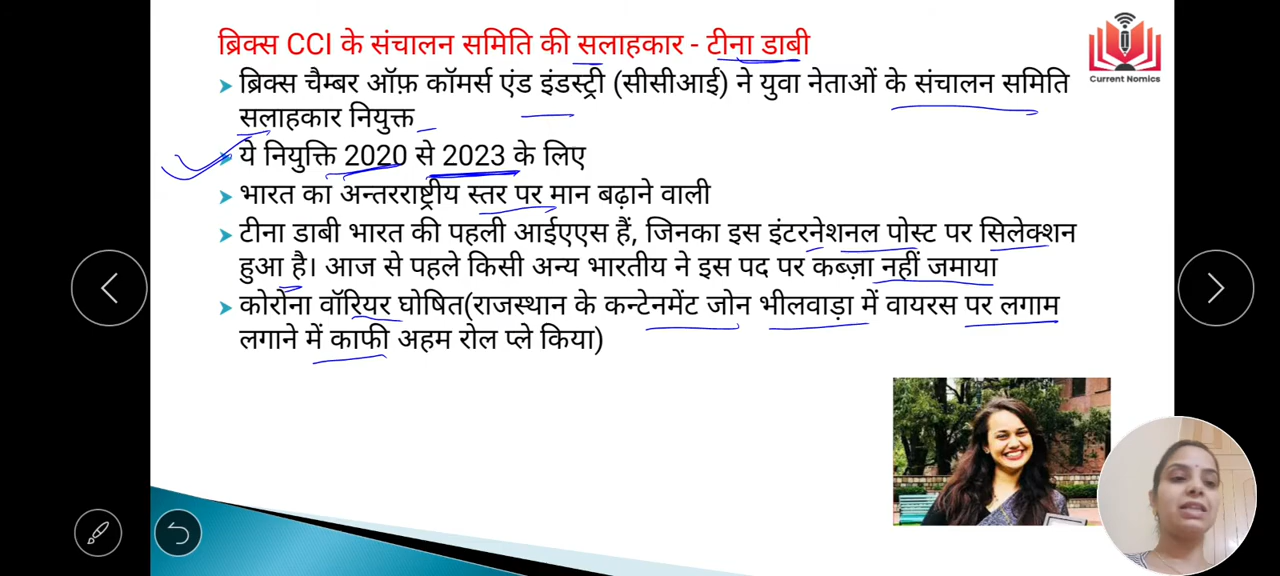 ब्रिक्स CCI के संचालन समिति की सलाहकार - टीना डाबी
Current Nomics
ब्रिक्स चैम्बर ऑफ़ कॉमर्स एंड इंडस्ट्री (सीसीआई) ने युवा नेताओं के संचालन समिति
सलाहकार नियुक्त
ये नियुक्ति 2020 से 2023 के लिए
भारत का अन्तरराष्ट्रीय स्तर पर मान बढ़ाने वाली
टीना डाबी भारत की पहली आईएएस हैं, जिनका इस इंटरनेशनल पोस्ट पर सिलेक्शन
हुआ है। आज से पहले किसी अन्य भारतीय ने इस पद पर कब्ज़ा नहीं जमाया
कोरोना वॉरियर घोषित(राजस्थान के कन्टेनमेंट जोन भीलवाड़ा में वायरस पर लगाम
लगाने में काफी अहम रोल प्ले किया)